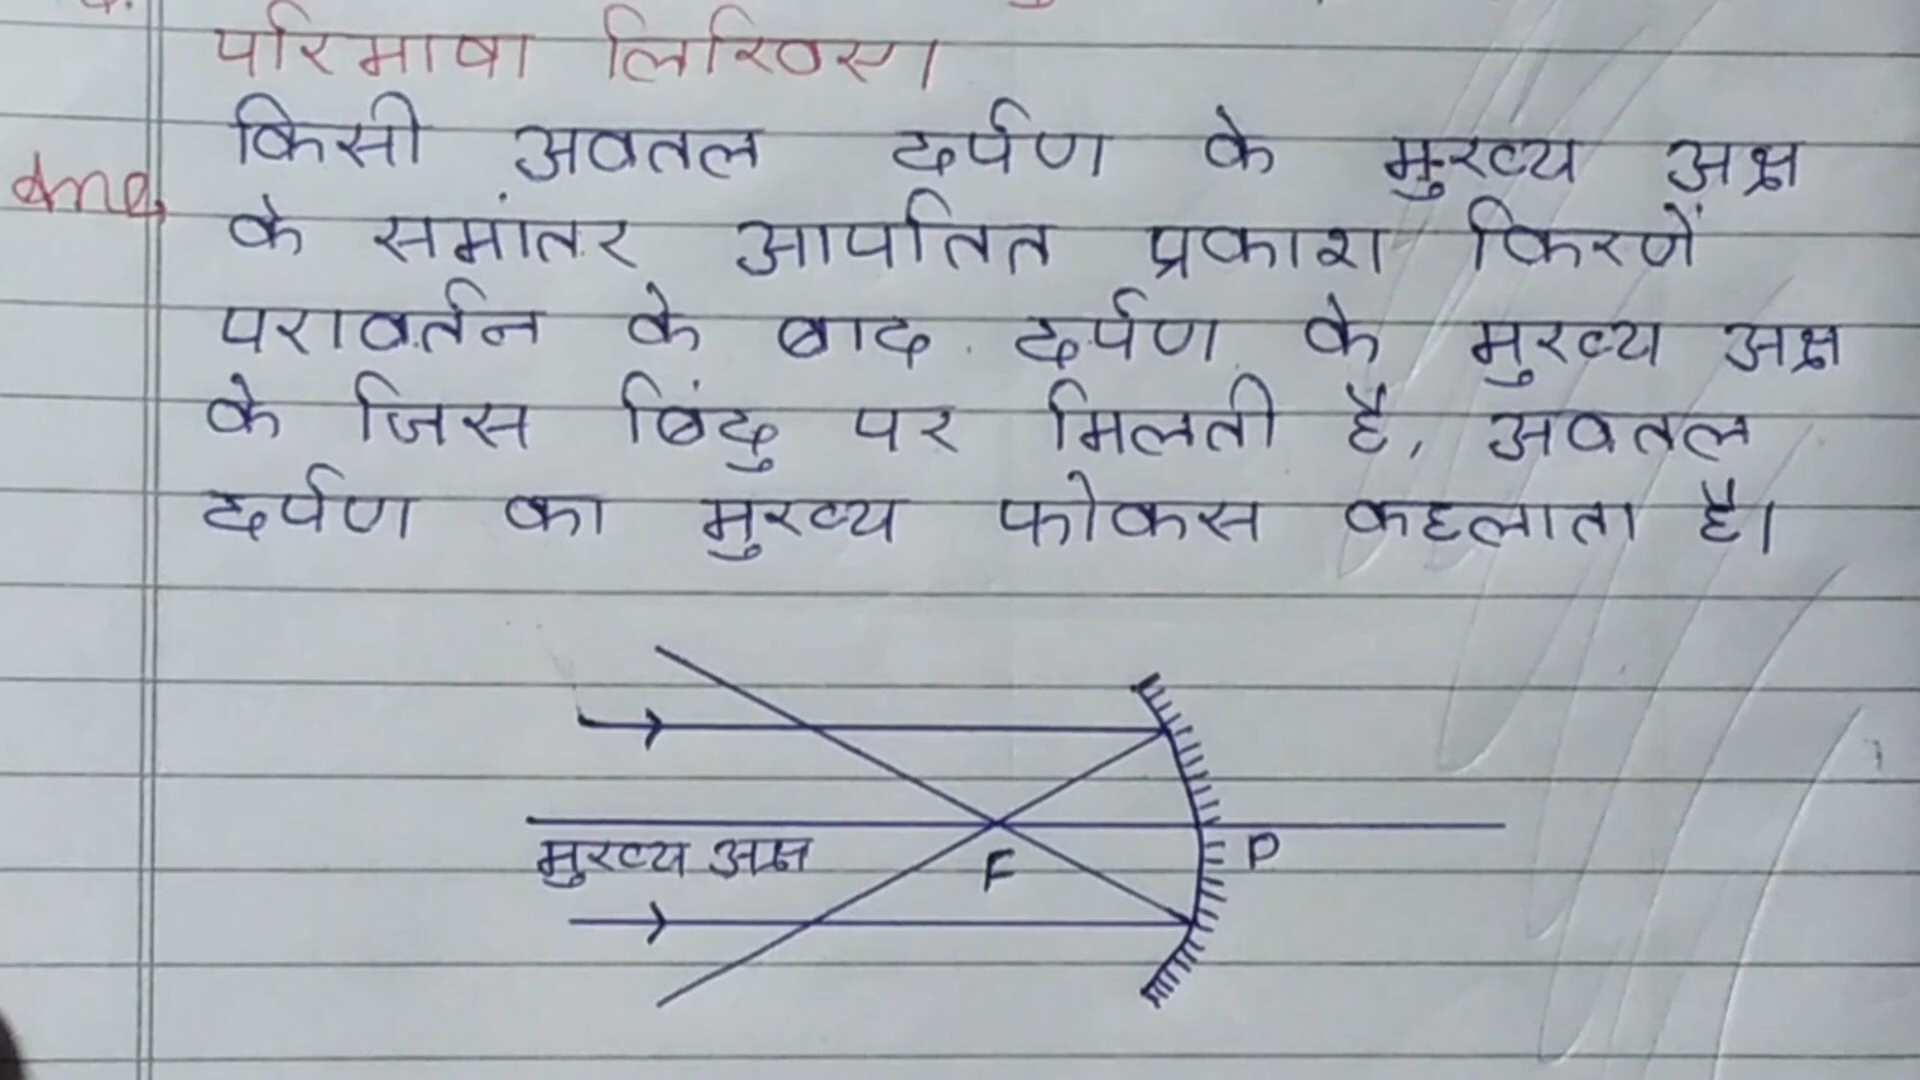 परिभाषा लिखिए।
किसी अवतल दर्पण के मुख्य अक्ष
Ans
के समांतर आपतित प्रकाश किरणें
परावर्तन के बाद दर्पण के मुख्य अक्ष
के जिस बिंदु पर मिलती है, अवतल
दर्पण का मुख्य फोकस कहलाता है।
मुख्य अक्ष
F
P